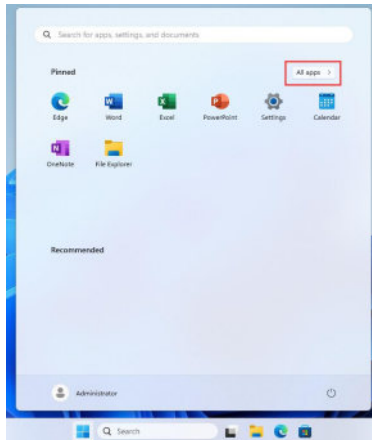 Search for apps, settings, and documents
Pinned
All apps >
Edge
Word
Excel
PowerPoint
Settings
Calendar
OneNote
File Explorer
Recommended
Administrator
Search